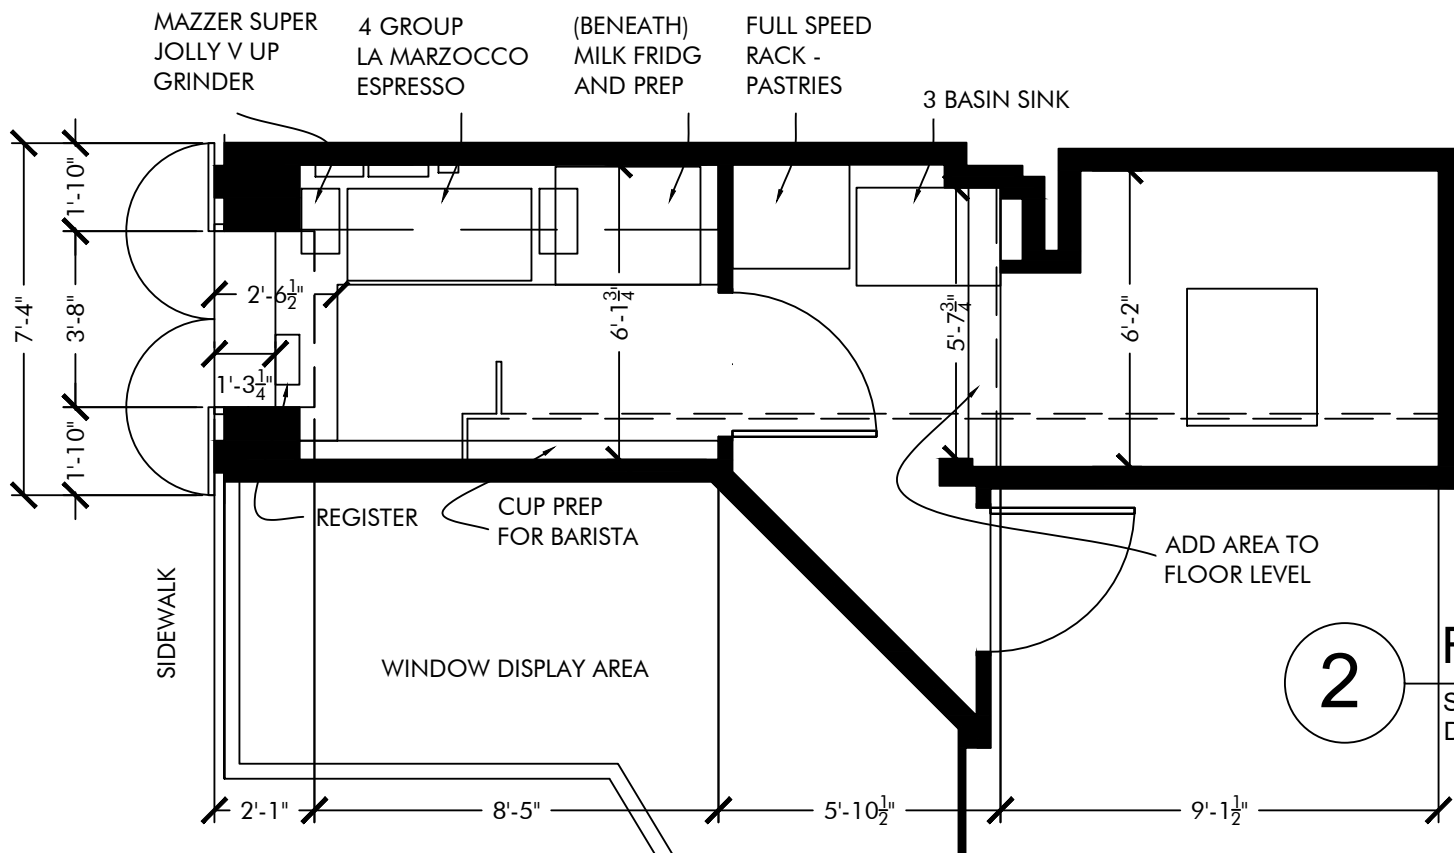 MAZZER SUPER
JOLLY V UP
GRINDER
4 GROUP
LA MARZOCCO
ESPRESSO
(BENEATH)
MILK FRIDG
AND PREP
FULL SPEED
RACK -
PASTRIES
3 BASIN SINK
7'-4"
1'-10"
3'-8"
1'-10"
2'-6½"
1'-3¼"
6'-1¾"
5'-7¾"
6'-2"
REGISTER
CUP PREP
FOR BARISTA
ADD AREA TO
FLOOR LEVEL
SIDEWALK
WINDOW DISPLAY AREA
2
2'-1"
8'-5"
5'-10½"
9'-1½"